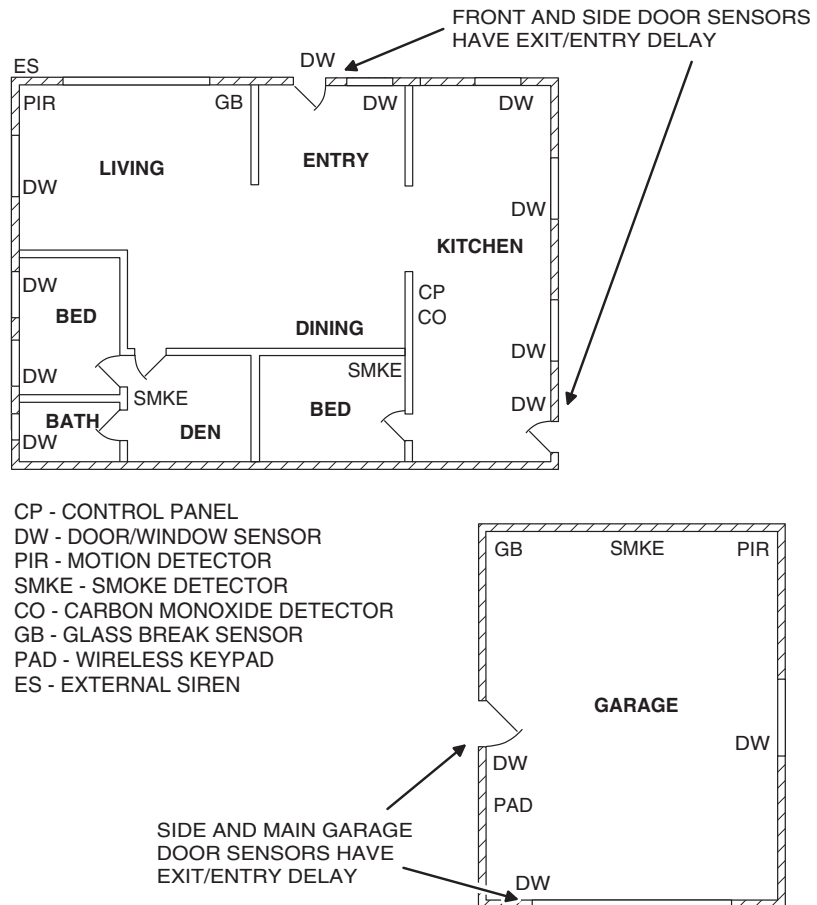 FRONT AND SIDE DOOR SENSORS
HAVE EXIT/ENTRY DELAY
DW
ES
PIR
GB
DW
DW
LIVING
ENTRY
DW
DW
KITCHEN
DW
CP
BED
CO
DINING
DW
SMKE
DW
SMKE
DW
BED
BATH
DEN
DW
CP - CONTROL PANEL
DW - DOOR/WINDOW SENSOR
PIR - MOTION DETECTOR
SMKE - SMOKE DETECTOR
CO - CARBON MONOXIDE DETECTOR
GB - GLASS BREAK SENSOR
PAD - WIRELESS KEYPAD
ES - EXTERNAL SIREN
GB
SMKE
PIR
GARAGE
DW
DW
PAD
SIDE AND MAIN GARAGE
DOOR SENSORS HAVE
EXIT/ENTRY DELAY
DW